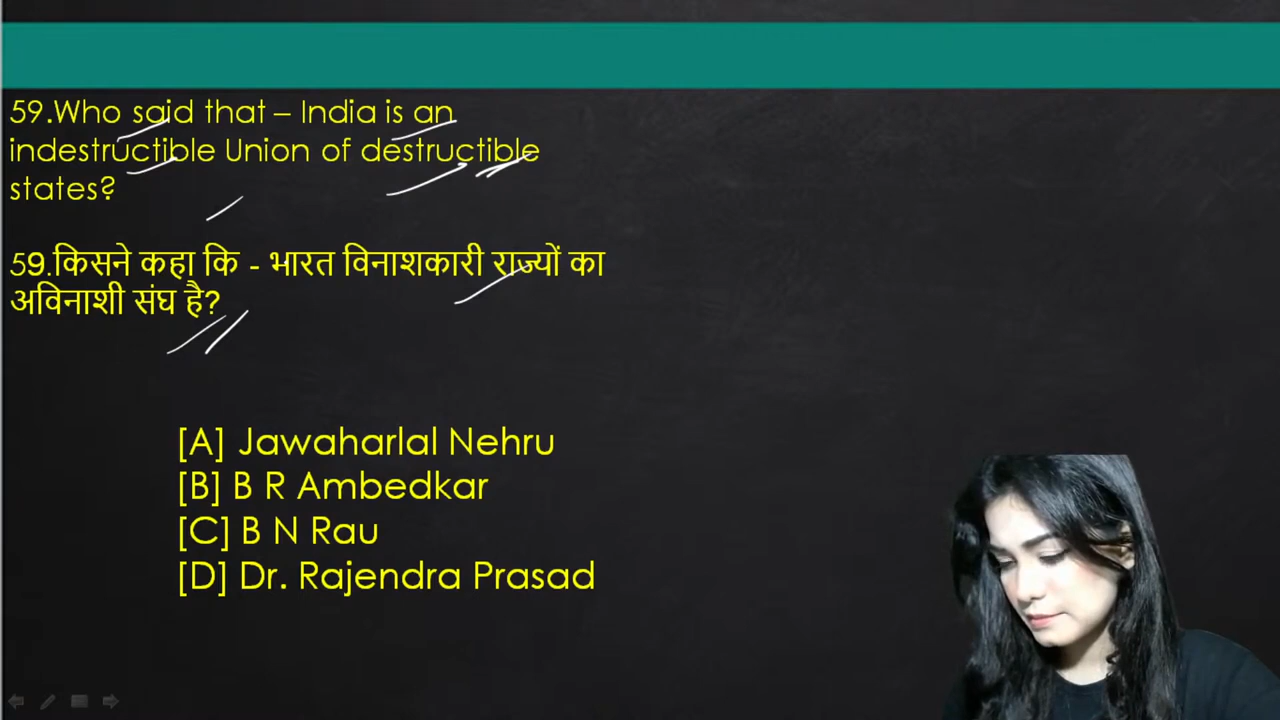 59.Who said that – India is an
indestructible Union of destructible
states?
59.किसने कहा कि - भारत विनाशकारी राज्यों का
अविनाशी संघ है?
[A] Jawaharlal Nehru
[B] B R Ambedkar
[C] B N Rau
[D] Dr. Rajendra Prasad